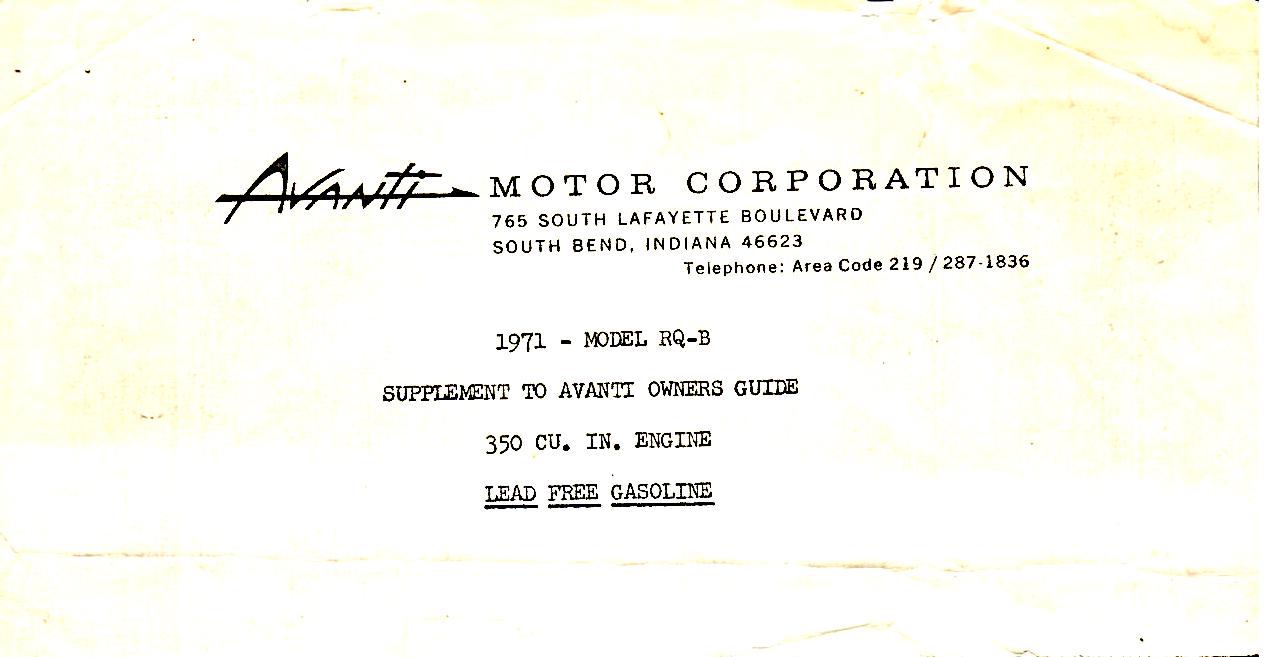 AVANTI MOTOR CORPORATION
765 SOUTH LAFAYETTE BOULEVARD
SOUTH BEND, INDIANA 46623
Telephone: Area Code 219 / 287-1836
1971 - MODEL RQ-B
SUPPLEMENT TO AVANTI OWNERS GUIDE
350 CU. IN. ENGINE
LEAD FREE GASOLINE